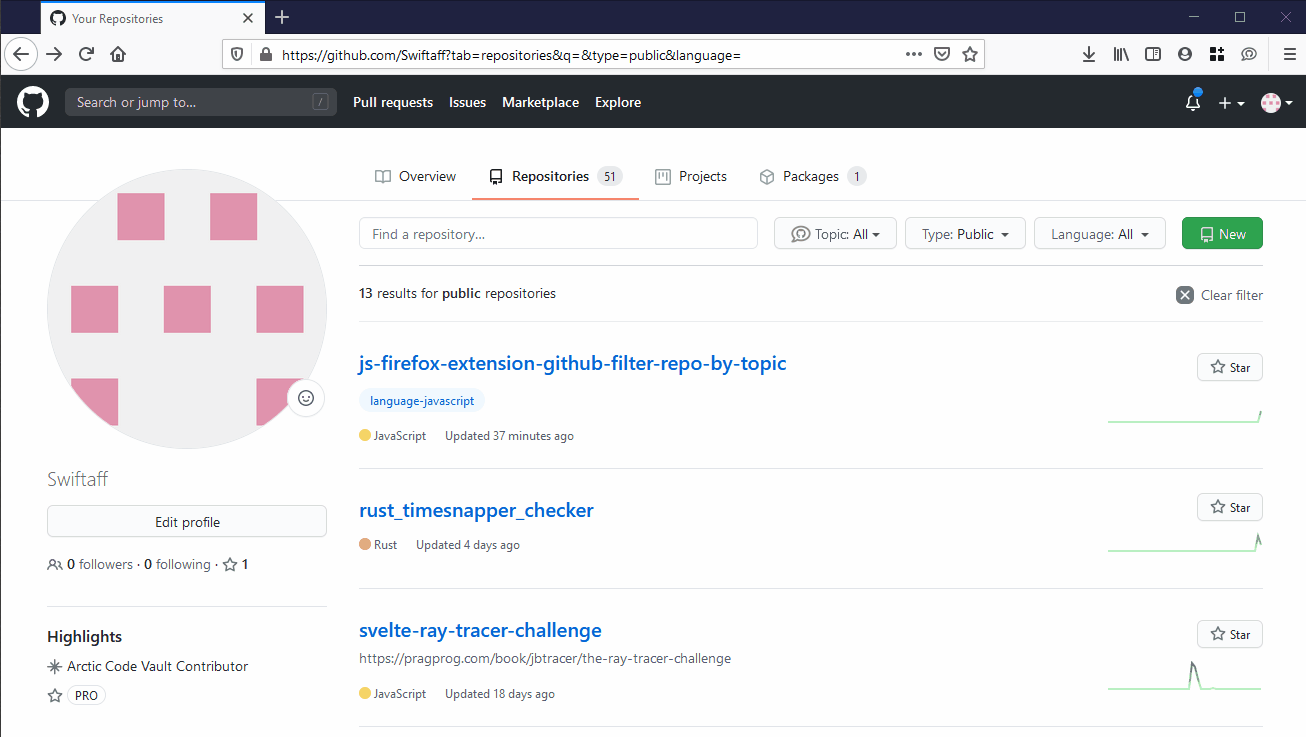 Your Repositories
https://github.com/Swiftaff?tab=repositories&q=&type=public&language=
Search or jump to... /
Pull requests Issues Marketplace Explore
Overview Repositories 51 Projects Packages 1
Find a repository... Topic: All Type: Public Language: All New
13 results for public repositories Clear filter
js-firefox-extension-github-filter-repo-by-topic Star
language-javascript
JavaScript Updated 37 minutes ago
Swiftaff
Edit profile
0 followers · 0 following · 1
Highlights
Arctic Code Vault Contributor
PRO
rust_timesnapper_checker Star
Rust Updated 4 days ago
svelte-ray-tracer-challenge Star
https://pragprog.com/book/jbtracer/the-ray-tracer-challenge
JavaScript Updated 18 days ago